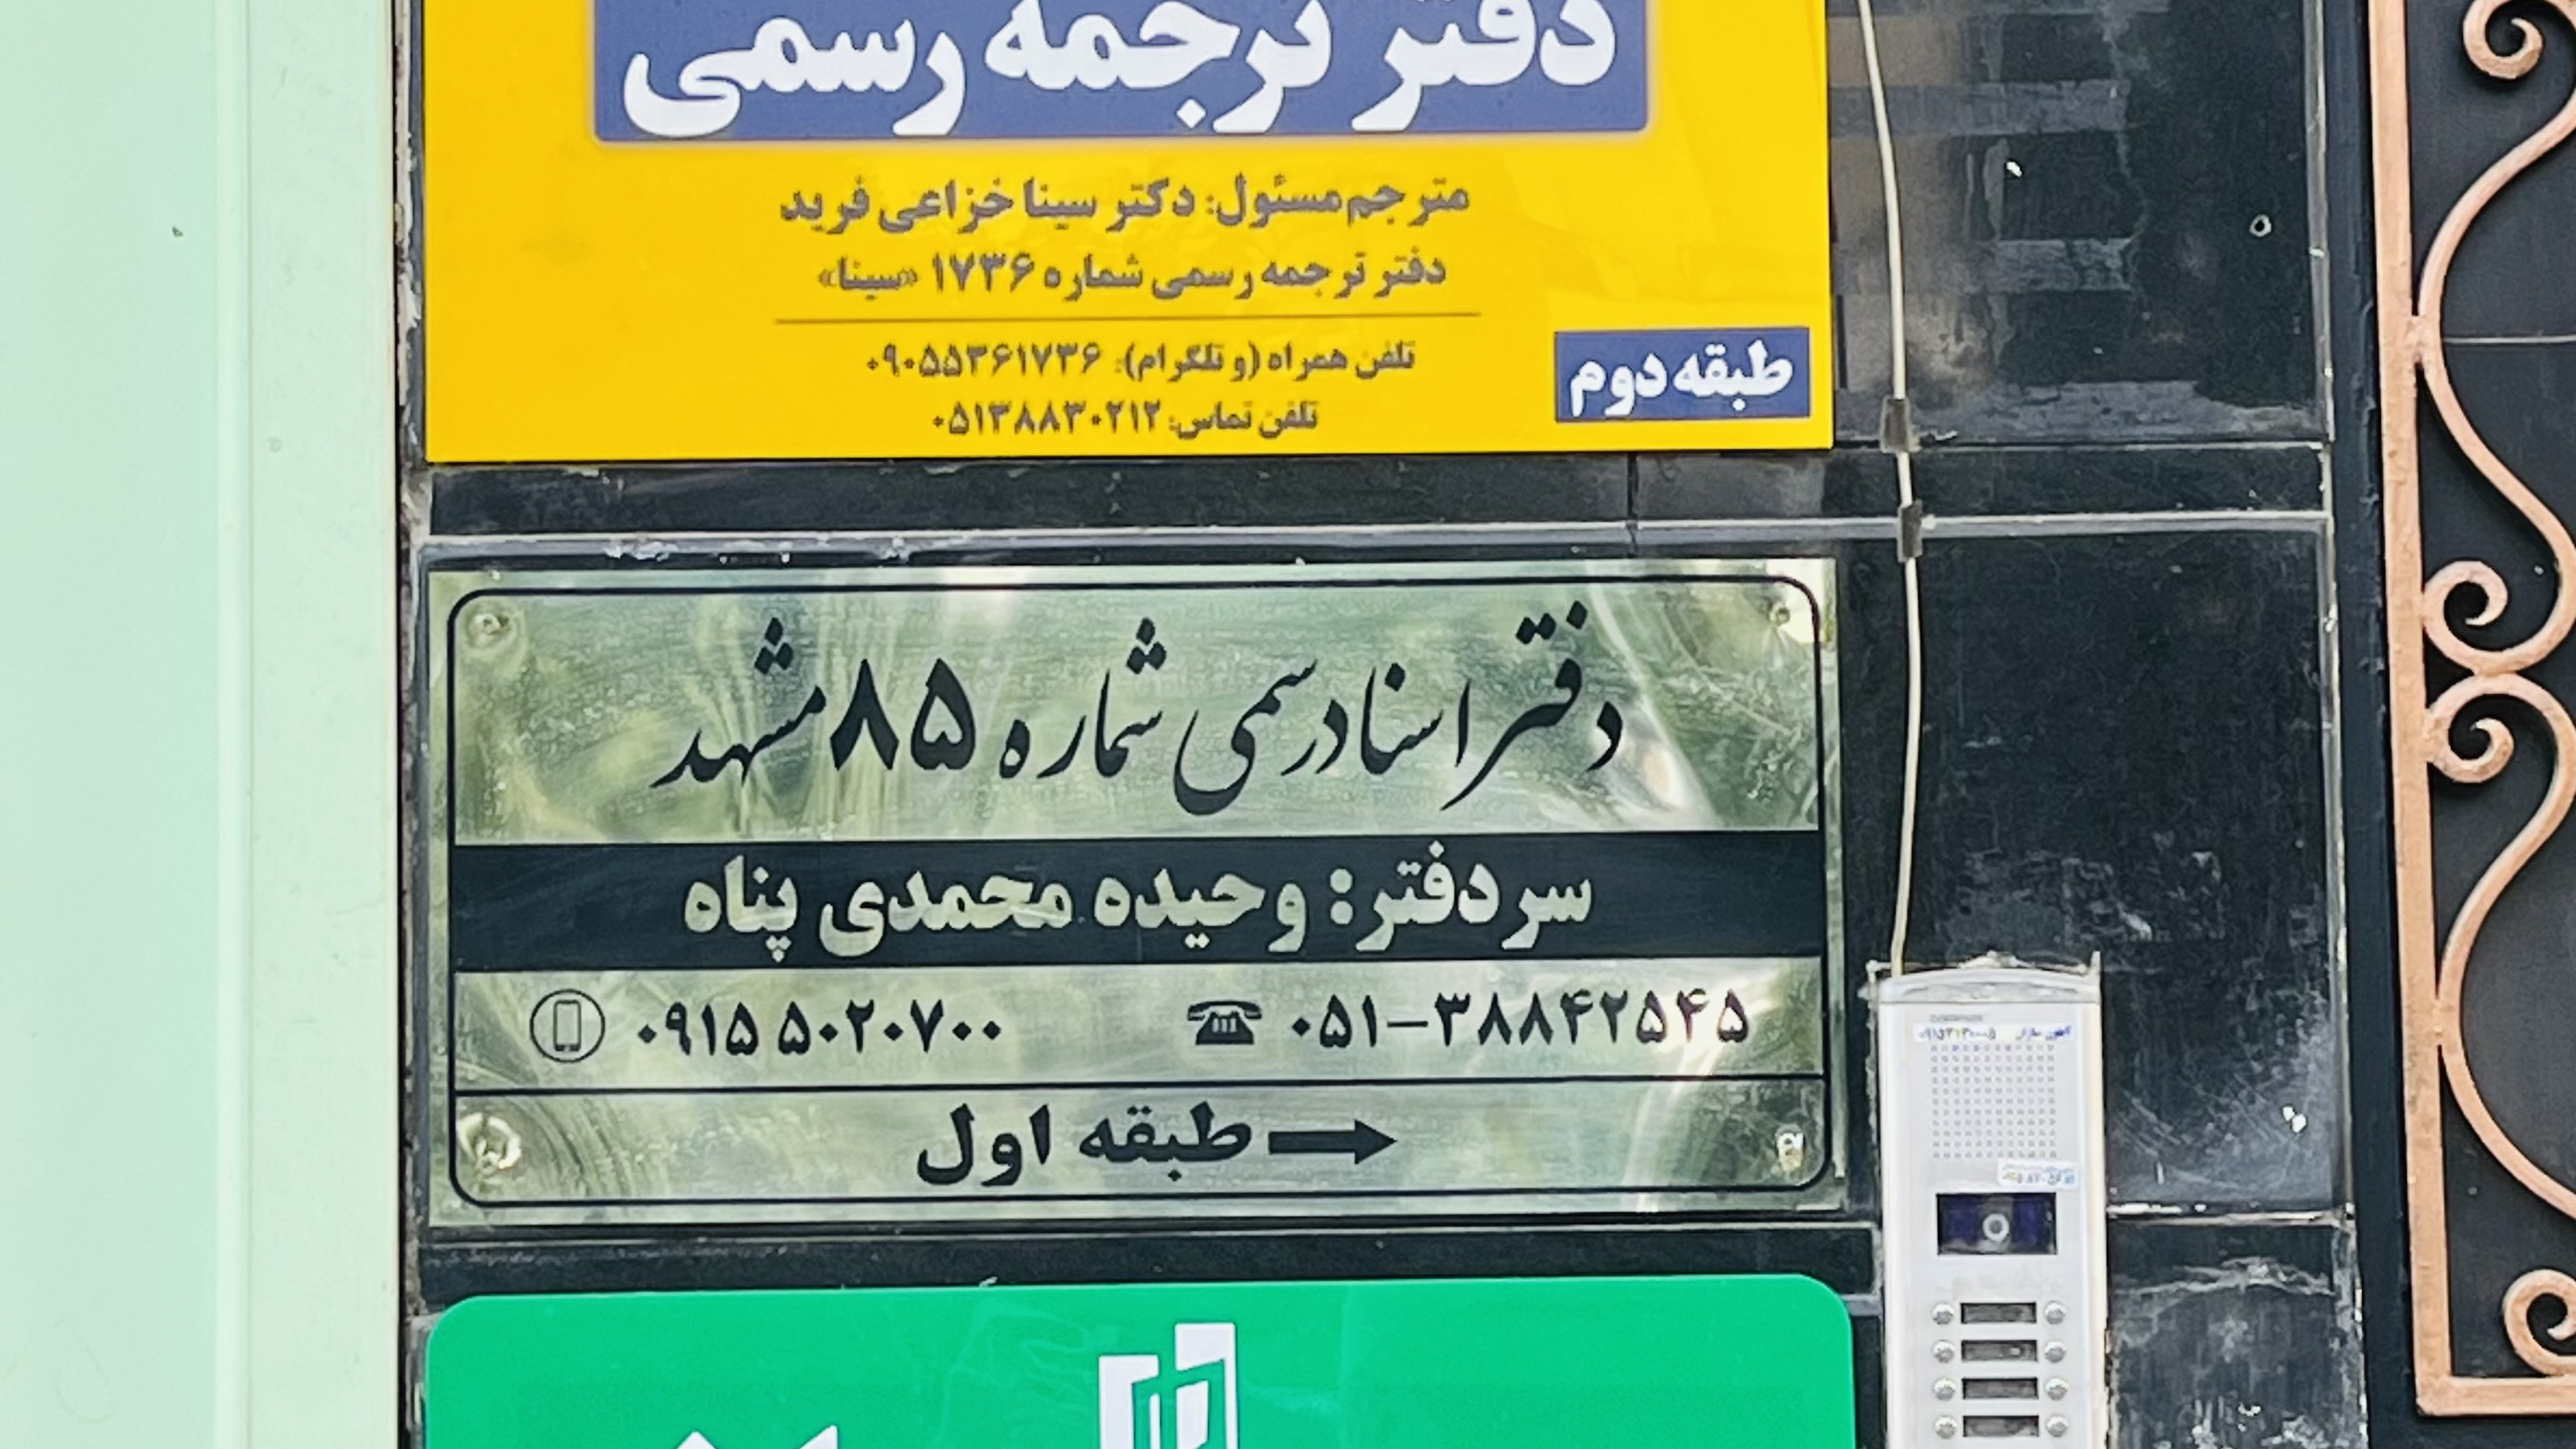 دفتر ترجمه رسمی
مترجم مسئول: دکتر سینا خزاعی فرید
دفتر ترجمه رسمی شماره ۱۷۳۶ «سینا»
تلفن همراه (و تلگرام): ۰۹۰۵۵۳۶۱۷۳۶
تلفن تماس: ۰۵۱۳۸۸۳۰۲۱۲
طبقه دوم
دفتر اسناد رسمی شماره ۸۵ مشهد
سردفتر: وحیده محمدی پناه
۰۵۱-۳۸۸۴۲۵۴۵
۰۹۱۵ ۵۰۲۰۷۰۰
طبقه اول